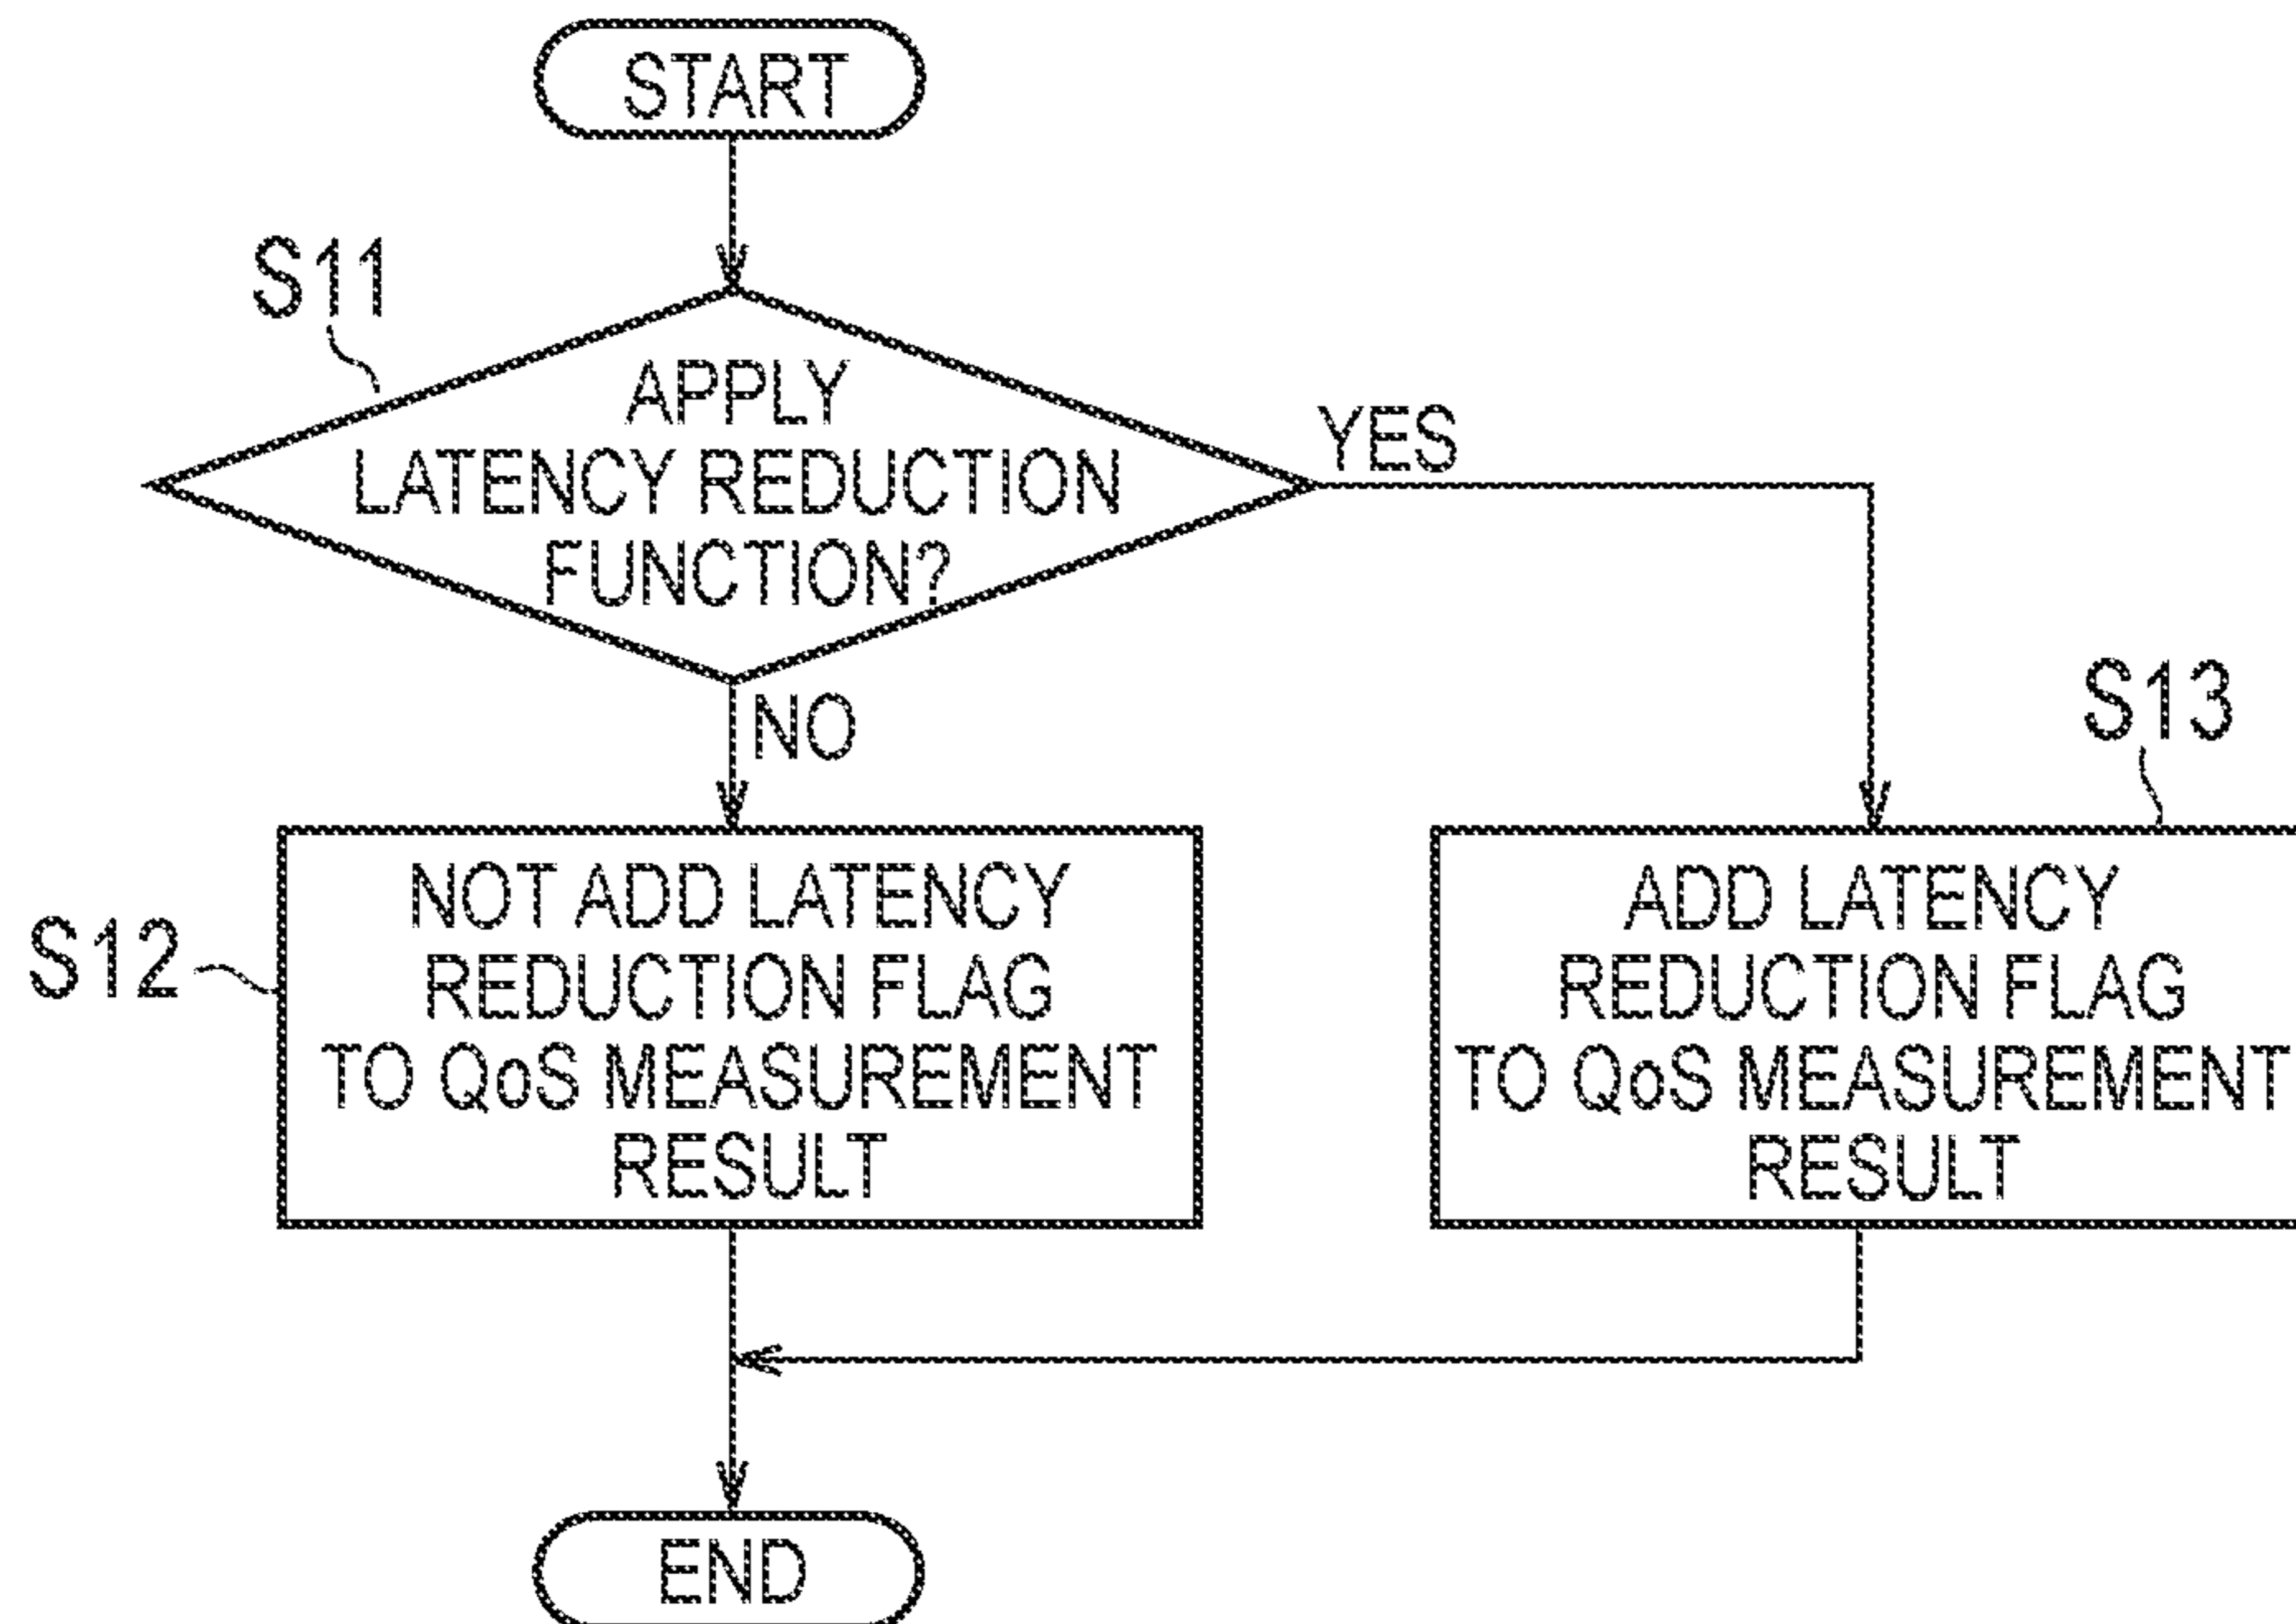 START
S11
APPLY
LATENCY REDUCTION
FUNCTION?
YES
NO
S13
S12
NOT ADD LATENCY
REDUCTION FLAG
TO QoS MEASUREMENT
RESULT
ADD LATENCY
REDUCTION FLAG
TO QoS MEASUREMENT
RESULT
END